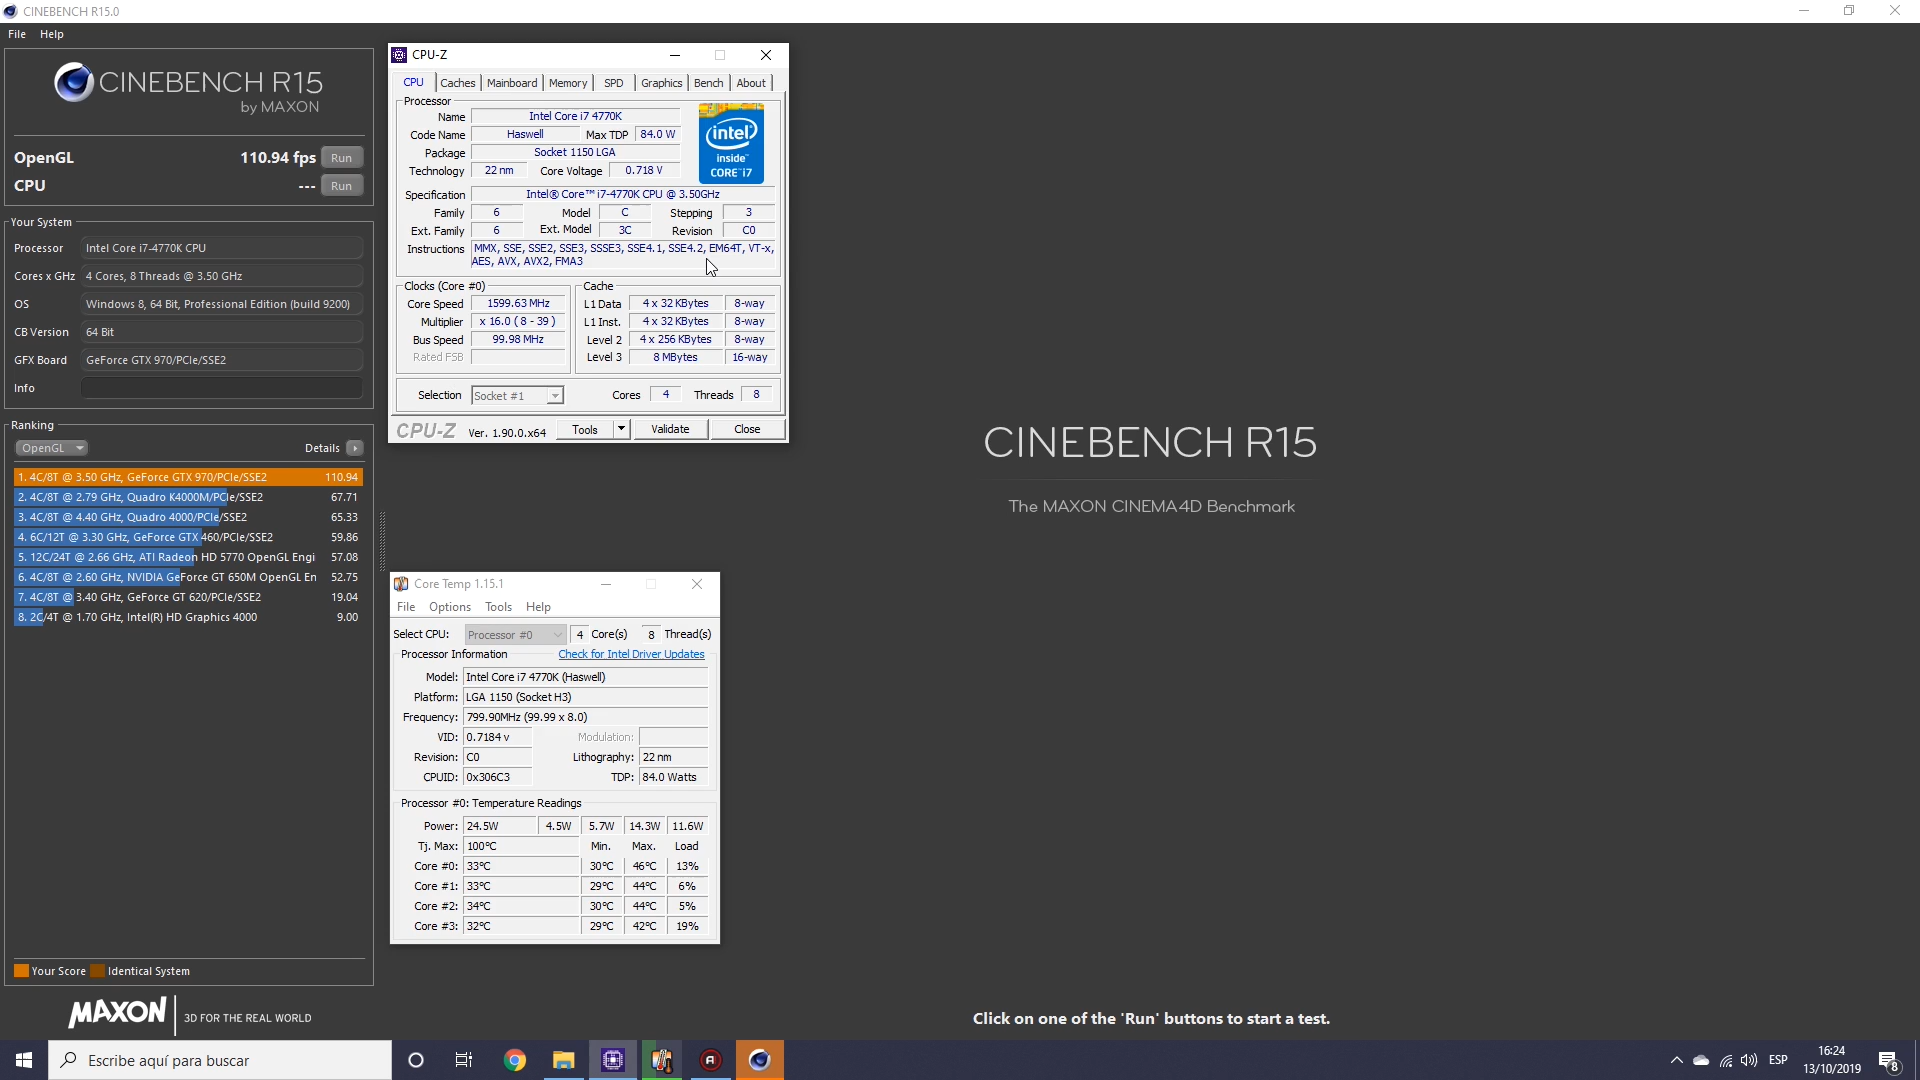 CINEBENCH R15.0
File Help
CINEBENCH R15
by MAXON
OpenGL 110.94 fps Run
CPU --- Run
Your System
Processor Intel Core i7-4770K CPU
Cores x GHz 4 Cores, 8 Threads @ 3.50 GHz
OS Windows 8, 64 Bit, Professional Edition (build 9200)
CB Version 64 Bit
GFX Board GeForce GTX 970/PCIe/SSE2
Info
Ranking
OpenGL Details
1. 4C/8T @ 3.50 GHz, GeForce GTX 970/PCIe/SSE2 110.94
2. 4C/8T @ 2.79 GHz, Quadro K4000M/PCIe/SSE2 67.71
3. 4C/8T @ 4.40 GHz, Quadro 4000/PCIe/SSE2 65.33
4. 6C/12T @ 3.30 GHz, GeForce GTX 460/PCIe/SSE2 59.86
5. 12C/24T @ 2.66 GHz, ATI Radeon HD 5770 OpenGL Engi 57.08
6. 4C/8T @ 2.60 GHz, NVIDIA GeForce GT 650M OpenGL En 52.75
7. 4C/8T @ 3.40 GHz, GeForce GT 620/PCIe/SSE2 19.04
8. 2C/4T @ 1.70 GHz, Intel(R) HD Graphics 4000 9.00
Your Score Identical System
MAXON 3D FOR THE REAL WORLD
CPU-Z
CPU Caches Mainboard Memory SPD Graphics Bench About
Processor
Name Intel Core i7 4770K
Code Name Haswell Max TDP 84.0 W
Package Socket 1150 LGA
Technology 22 nm Core Voltage 0.718 V
intel inside™ CORE™i7
Specification Intel® Core™ i7-4770K CPU @ 3.50GHz
Family 6 Model C Stepping 3
Ext. Family 6 Ext. Model 3C Revision C0
Instructions MMX, SSE, SSE2, SSE3, SSSE3, SSE4.1, SSE4.2, EM64T, VT-x,
AES, AVX, AVX2, FMA3
Clocks (Core #0) Cache
Core Speed 1599.63 MHz L1 Data 4 x 32 KBytes 8-way
Multiplier x 16.0 ( 8 - 39 ) L1 Inst. 4 x 32 KBytes 8-way
Bus Speed 99.98 MHz Level 2 4 x 256 KBytes 8-way
Rated FSB Level 3 8 MBytes 16-way
Selection Socket #1 Cores 4 Threads 8
CPU-Z Ver. 1.90.0.x64 Tools Validate Close
Core Temp 1.15.1
File Options Tools Help
Select CPU: Processor #0 4 Core(s) 8 Thread(s)
Processor Information Check for Intel Driver Updates
Model: Intel Core i7 4770K (Haswell)
Platform: LGA 1150 (Socket H3)
Frequency: 799.90MHz (99.99 x 8.0)
VID: 0.7184 v Modulation:
Revision: C0 Lithography: 22 nm
CPUID: 0x306C3 TDP: 84.0 Watts
Processor #0: Temperature Readings
Power: 24.5W 4.5W 5.7W 14.3W 11.6W
Tj. Max: 100°C Min. Max. Load
Core #0: 33°C 30°C 46°C 13%
Core #1: 33°C 29°C 44°C 6%
Core #2: 34°C 30°C 44°C 5%
Core #3: 32°C 29°C 42°C 19%
CINEBENCH R15
The MAXON CINEMA4D Benchmark
Click on one of the 'Run' buttons to start a test.
Escribe aquí para buscar
ESP
16:24
13/10/2019
8